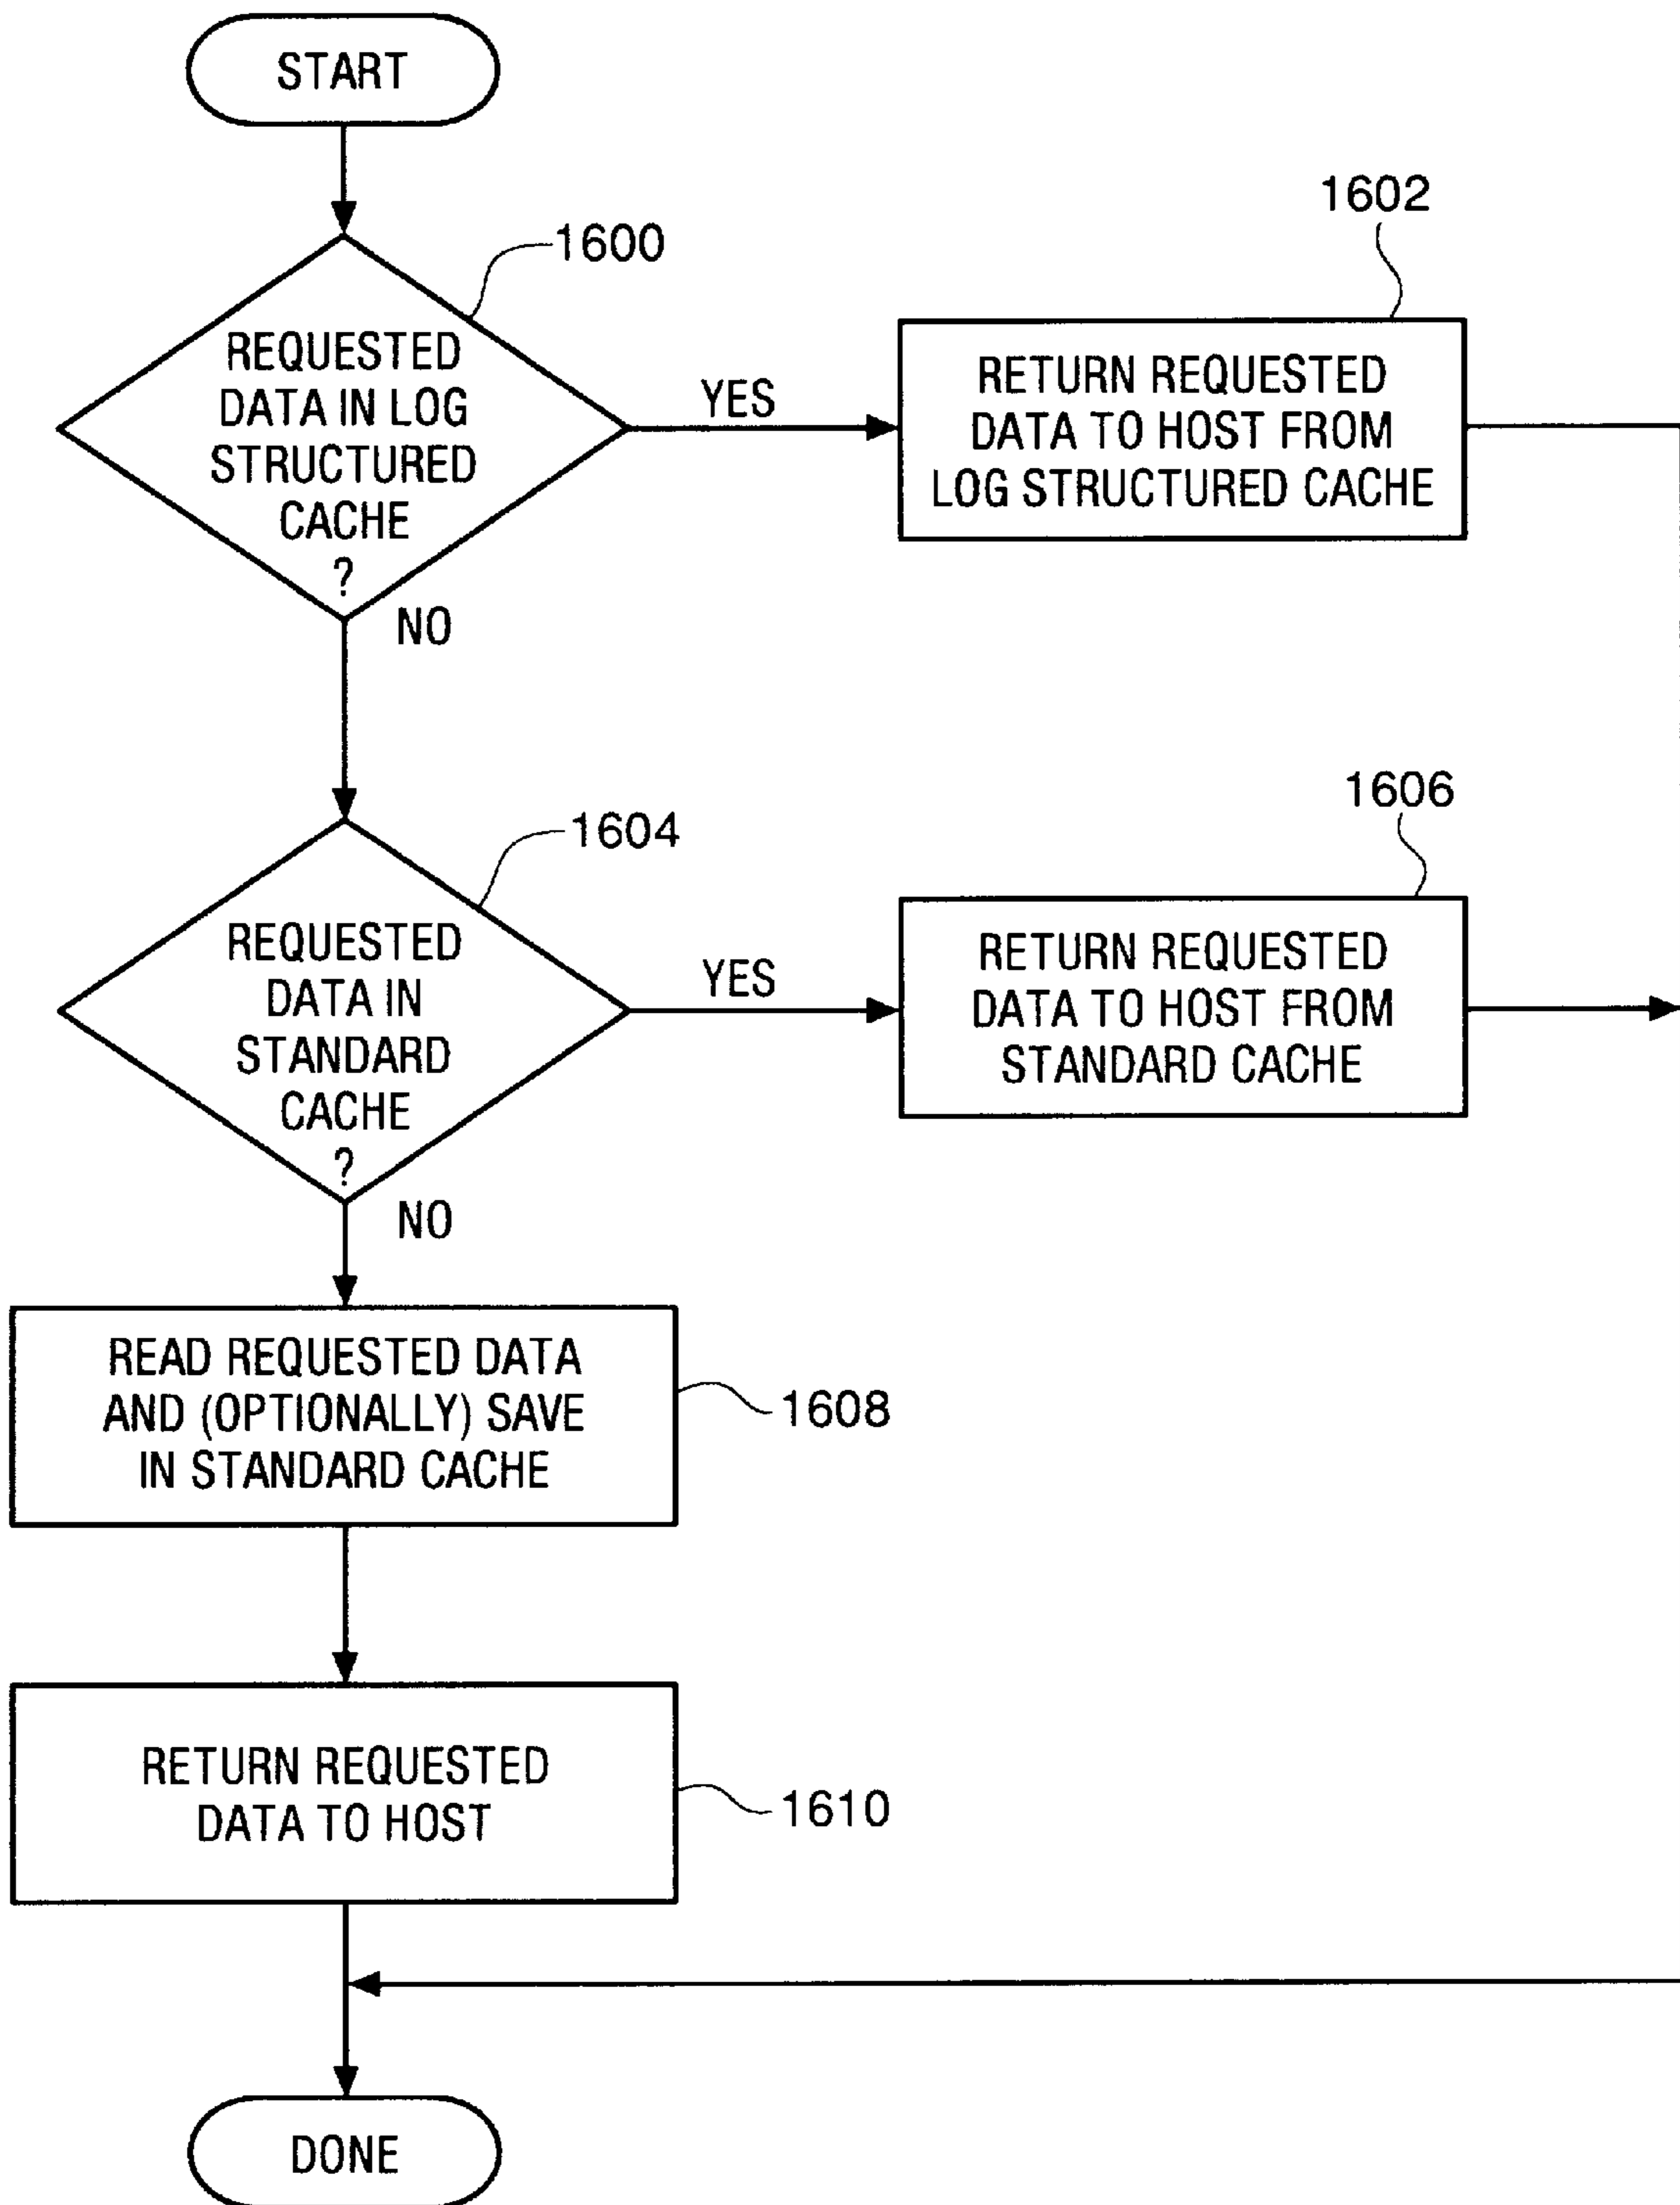 START
1600
REQUESTED
DATA IN LOG
STRUCTURED
CACHE
?
YES
NO
1602
RETURN REQUESTED
DATA TO HOST FROM
LOG STRUCTURED CACHE
1604
REQUESTED
DATA IN
STANDARD
CACHE
?
YES
NO
1606
RETURN REQUESTED
DATA TO HOST FROM
STANDARD CACHE
READ REQUESTED DATA
AND (OPTIONALLY) SAVE
IN STANDARD CACHE
1608
RETURN REQUESTED
DATA TO HOST
1610
DONE